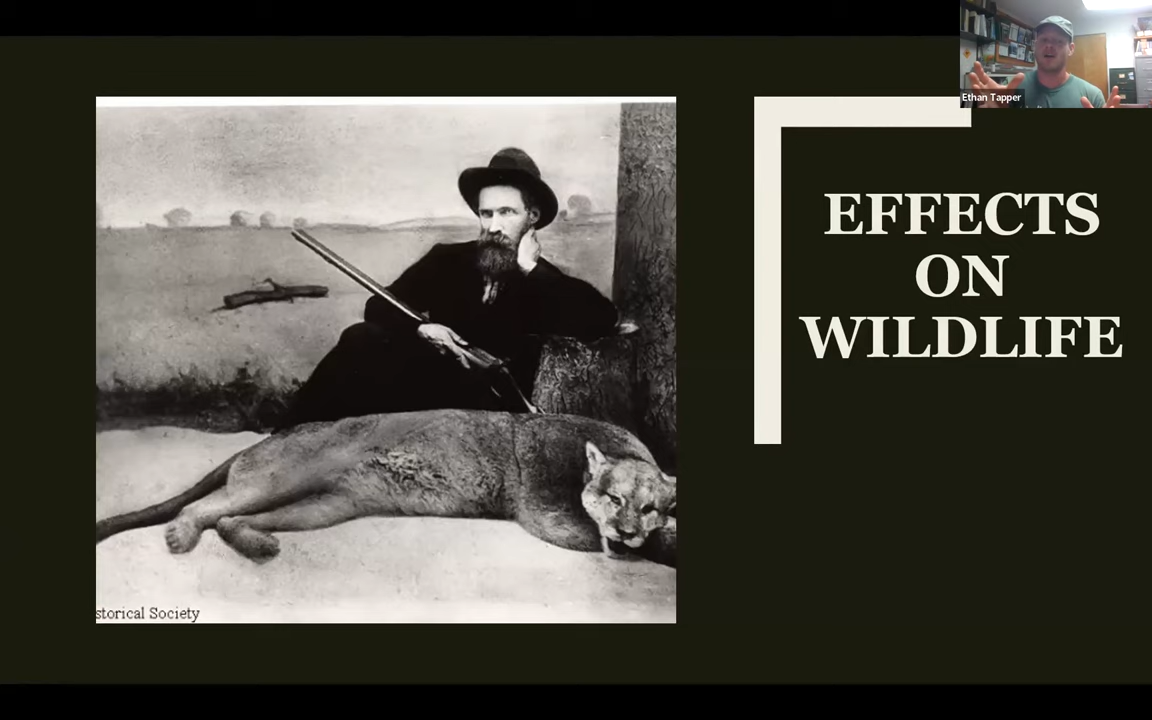 Ethan Tapper
EFFECTS
ON
WILDLIFE
storical Society